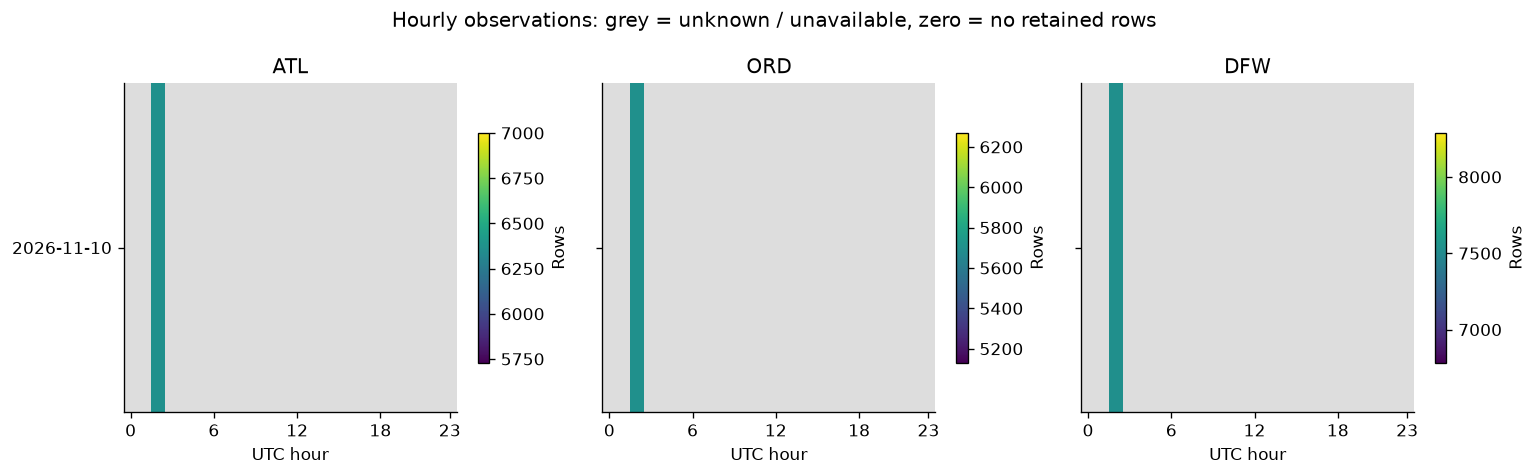 Hourly observations: grey = unknown / unavailable, zero = no retained rows
ATL
2026-11-10
0 6 12 18 23
UTC hour
7000
6750
6500
6250
6000
5750
Rows
ORD
0 6 12 18 23
UTC hour
6200
6000
5800
5600
5400
5200
Rows
DFW
0 6 12 18 23
UTC hour
8000
7500
7000
Rows